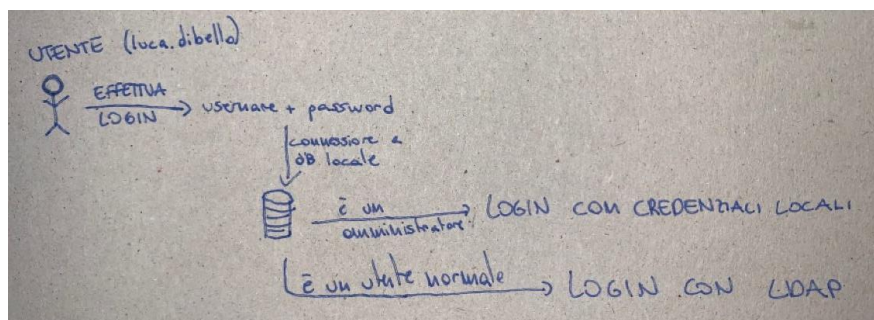 UTENTE (luca.dibello)
EFFETTUA
LOGIN
username + password
connessione a
DB locale
è un
amministratore
LOGIN CON CREDENZIALI LOCALI
è un utente normale
LOGIN CON LDAP